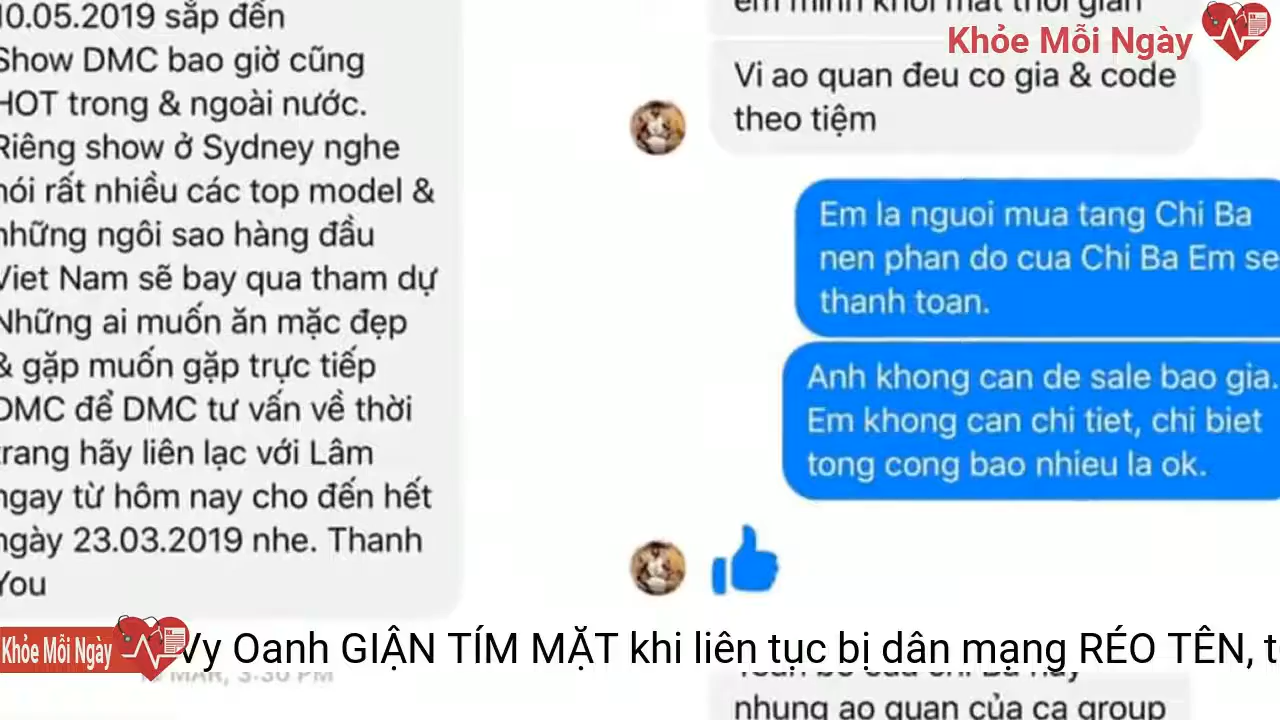 10.05.2019 sắp đến
Show DMC bao giờ cũng
HOT trong & ngoài nước.
Riêng show ở Sydney nghe
nói rất nhiều các top model &
những ngôi sao hàng đầu
Viet Nam sẽ bay qua tham dự
Những ai muốn ăn mặc đẹp
& gặp muốn gặp trực tiếp
DMC để DMC tư vấn về thời
trang hãy liên lạc với Lâm
ngay từ hôm nay cho đến hết
ngày 23.03.2019 nhe. Thanh
You
em mình khỏi mất thời gian
Khỏe Mỗi Ngày
Vi ao quan đeu co gia & code
theo tiệm
Em la nguoi mua tang Chi Ba
nen phan do cua Chi Ba Em se
thanh toan.
Anh khong can de sale bao gia.
Em khong can chi tiet, chi biet
tong cong bao nhieu la ok.
Khỏe Mỗi Ngày
Vy Oanh GIẬN TÍM MẶT khi liên tục bị dân mạng RÉO TÊN,
MAR, 3:30 PM
nhung ao quan của ca group